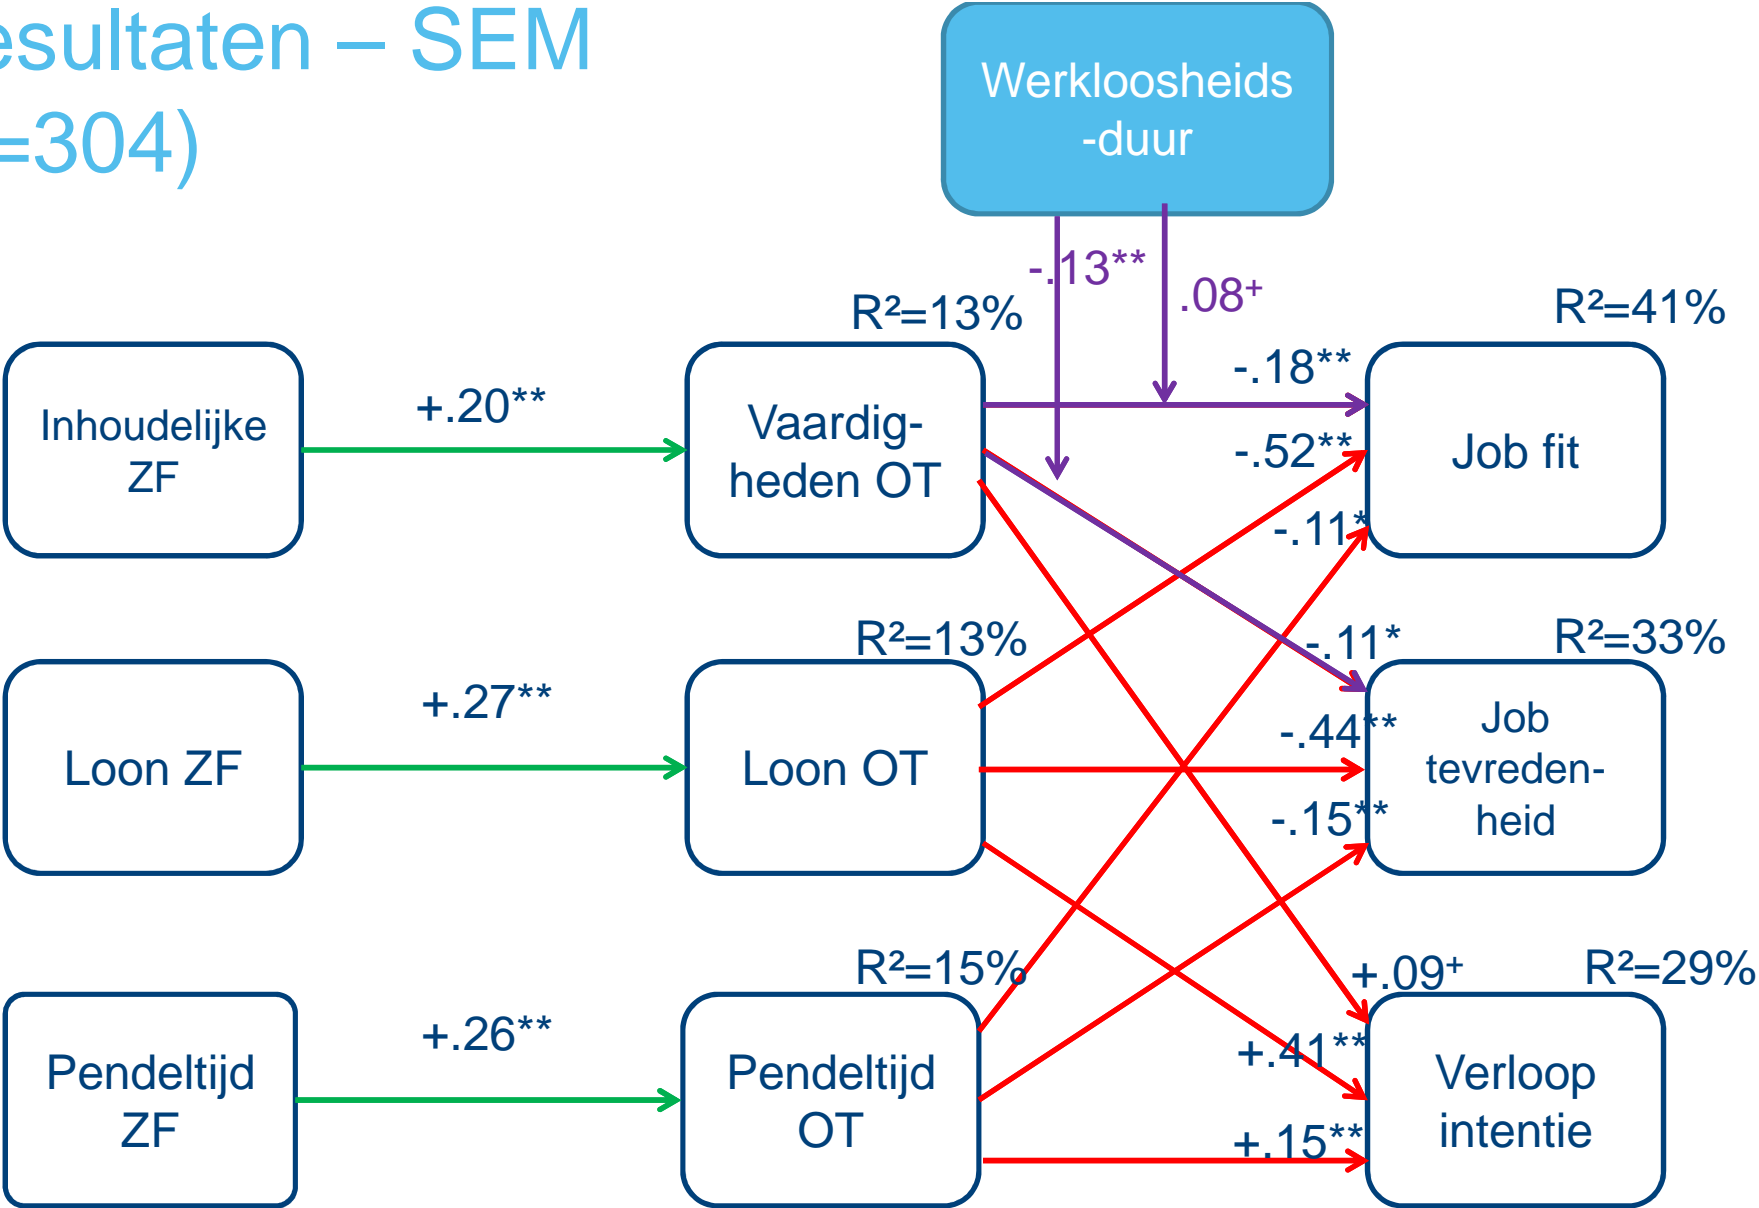 esultaten – SEM
=304)
Werkloosheids
-duur
-.13**
.08⁺
R²=13%
R²=41%
Inhoudelijke
ZF
+.20**
Vaardig-
heden OT
-.18**
-.52**
-.11*
Job fit
R²=13%
-.11*
R²=33%
Loon ZF
+.27**
Loon OT
-.44**
-.15**
Job
tevreden-
heid
R²=15%
+.09⁺
R²=29%
Pendeltijd
ZF
+.26**
Pendeltijd
OT
+.41**
+.15**
Verloop
intentie